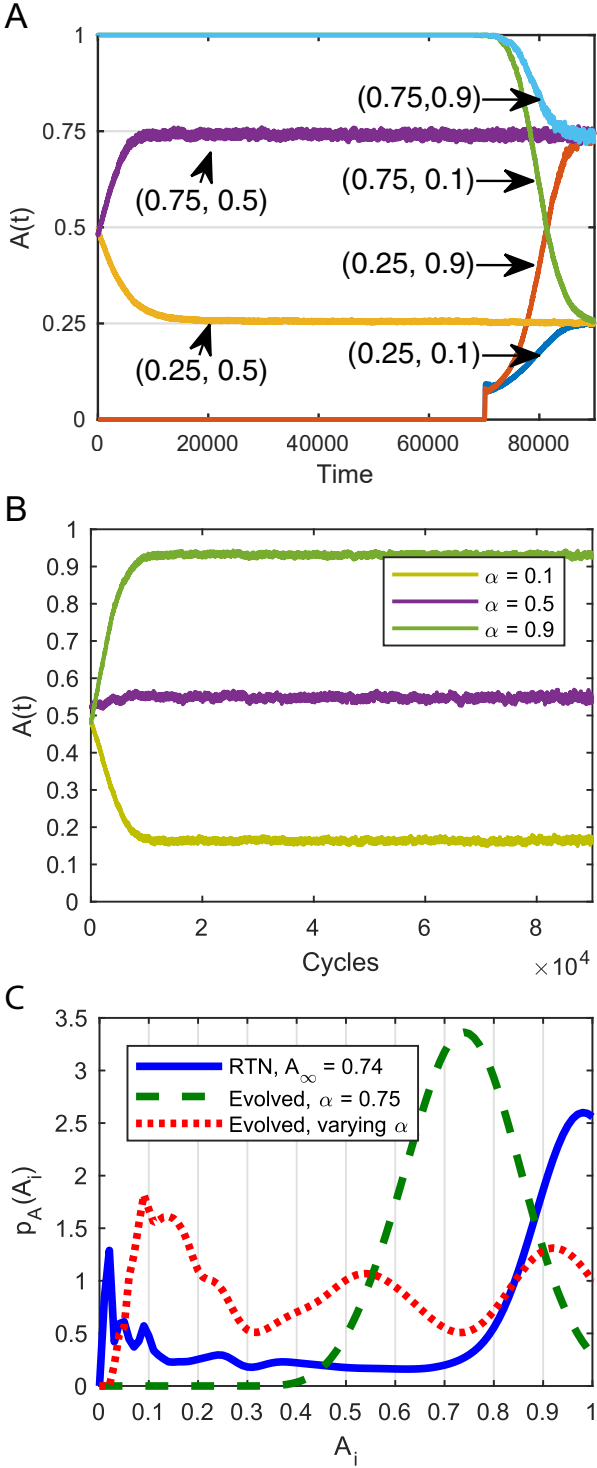 A
1
0.75
0.5
0.25
0
A(t)
(0.75,0.9)
(0.75, 0.1)
(0.75, 0.5)
(0.25, 0.9)
(0.25, 0.1)
(0.25, 0.5)
0 20000 40000 60000 80000
Time
B
1
0.9
0.8
0.7
0.6
0.5
0.4
0.3
0.2
0.1
0
A(t)
α = 0.1
α = 0.5
α = 0.9
0 2 4 6 8
Cycles
×10⁴
C
3.5
3
2.5
2
1.5
1
0.5
0
p_A(A_i)
RTN, A_∞ = 0.74
Evolved, α = 0.75
Evolved, varying α
0 0.1 0.2 0.3 0.4 0.5 0.6 0.7 0.8 0.9 1
A_i